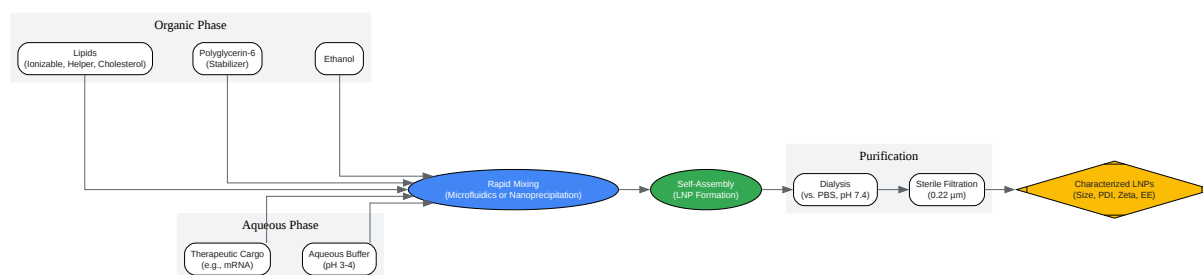 Organic Phase
Lipids
(Ionizable, Helper, Cholesterol)
Polyglycerin-6
(Stabilizer)
Ethanol
Rapid Mixing
(Microfluidics or Nanoprecipitation)
Self-Assembly
(LNP Formation)
Purification
Dialysis
(vs. PBS, pH 7.4)
Sterile Filtration
(0.22 µm)
Characterized LNPs
(Size, PDI, Zeta, EE)
Aqueous Phase
Therapeutic Cargo
(e.g., mRNA)
Aqueous Buffer
(pH 3-4)